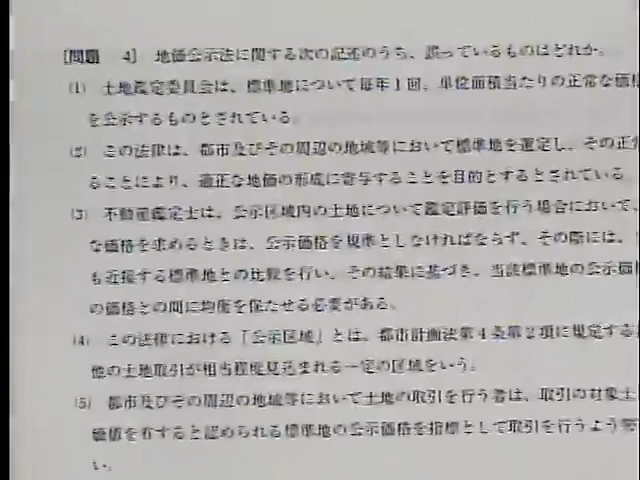 [問題 4] 地価公示法に関する次の記述のうち、誤っているものはどれか。
(1) 土地鑑定委員会は、標準地について毎年1回、単位面積当たりの正常な価格
を公示するものとされている。
(2) この法律は、都市及びその周辺の地域等において標準地を選定し、その正常
ることにより、適正な地価の形成に寄与することを目的とするとされている
(3) 不動産鑑定士は、公示区域内の土地について鑑定評価を行う場合において、
な価格を求めるときは、公示価格を規準としなければならず、その際には、
も近接する標準地との比較を行い、その結果に基づき、当該標準地の公示価格
の価格との間に均衡を保たせる必要がある。
(4) この法律における「公示区域」とは、都市計画法第4条第2項に規定する
他の土地取引が相当程度見込まれる一定の区域をいう。
(5) 都市及びその周辺の地域等において土地の取引を行う者は、取引の対象土
価値を有すると認められる標準地の公示価格を指標として取引を行うよう
い。